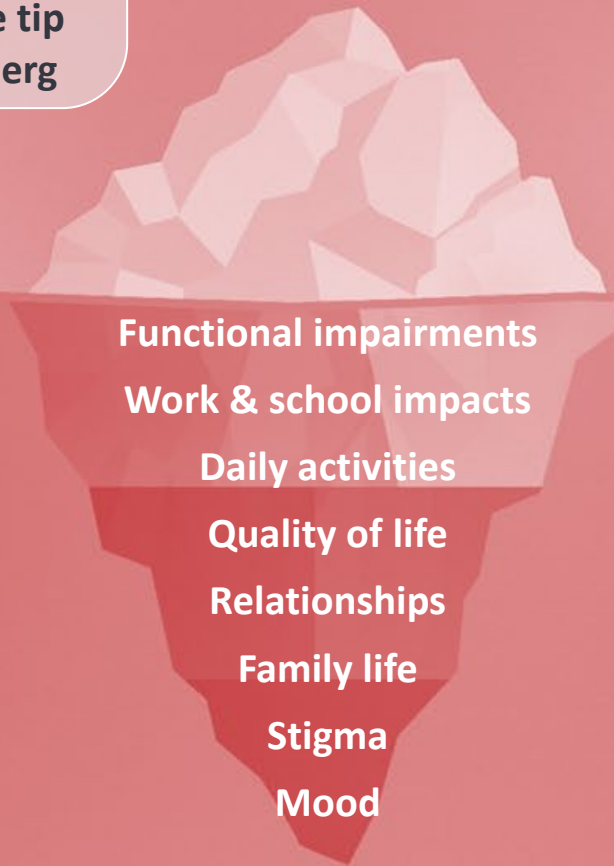 e tip
erg
Functional impairments
Work & school impacts
Daily activities
Quality of life
Relationships
Family life
Stigma
Mood